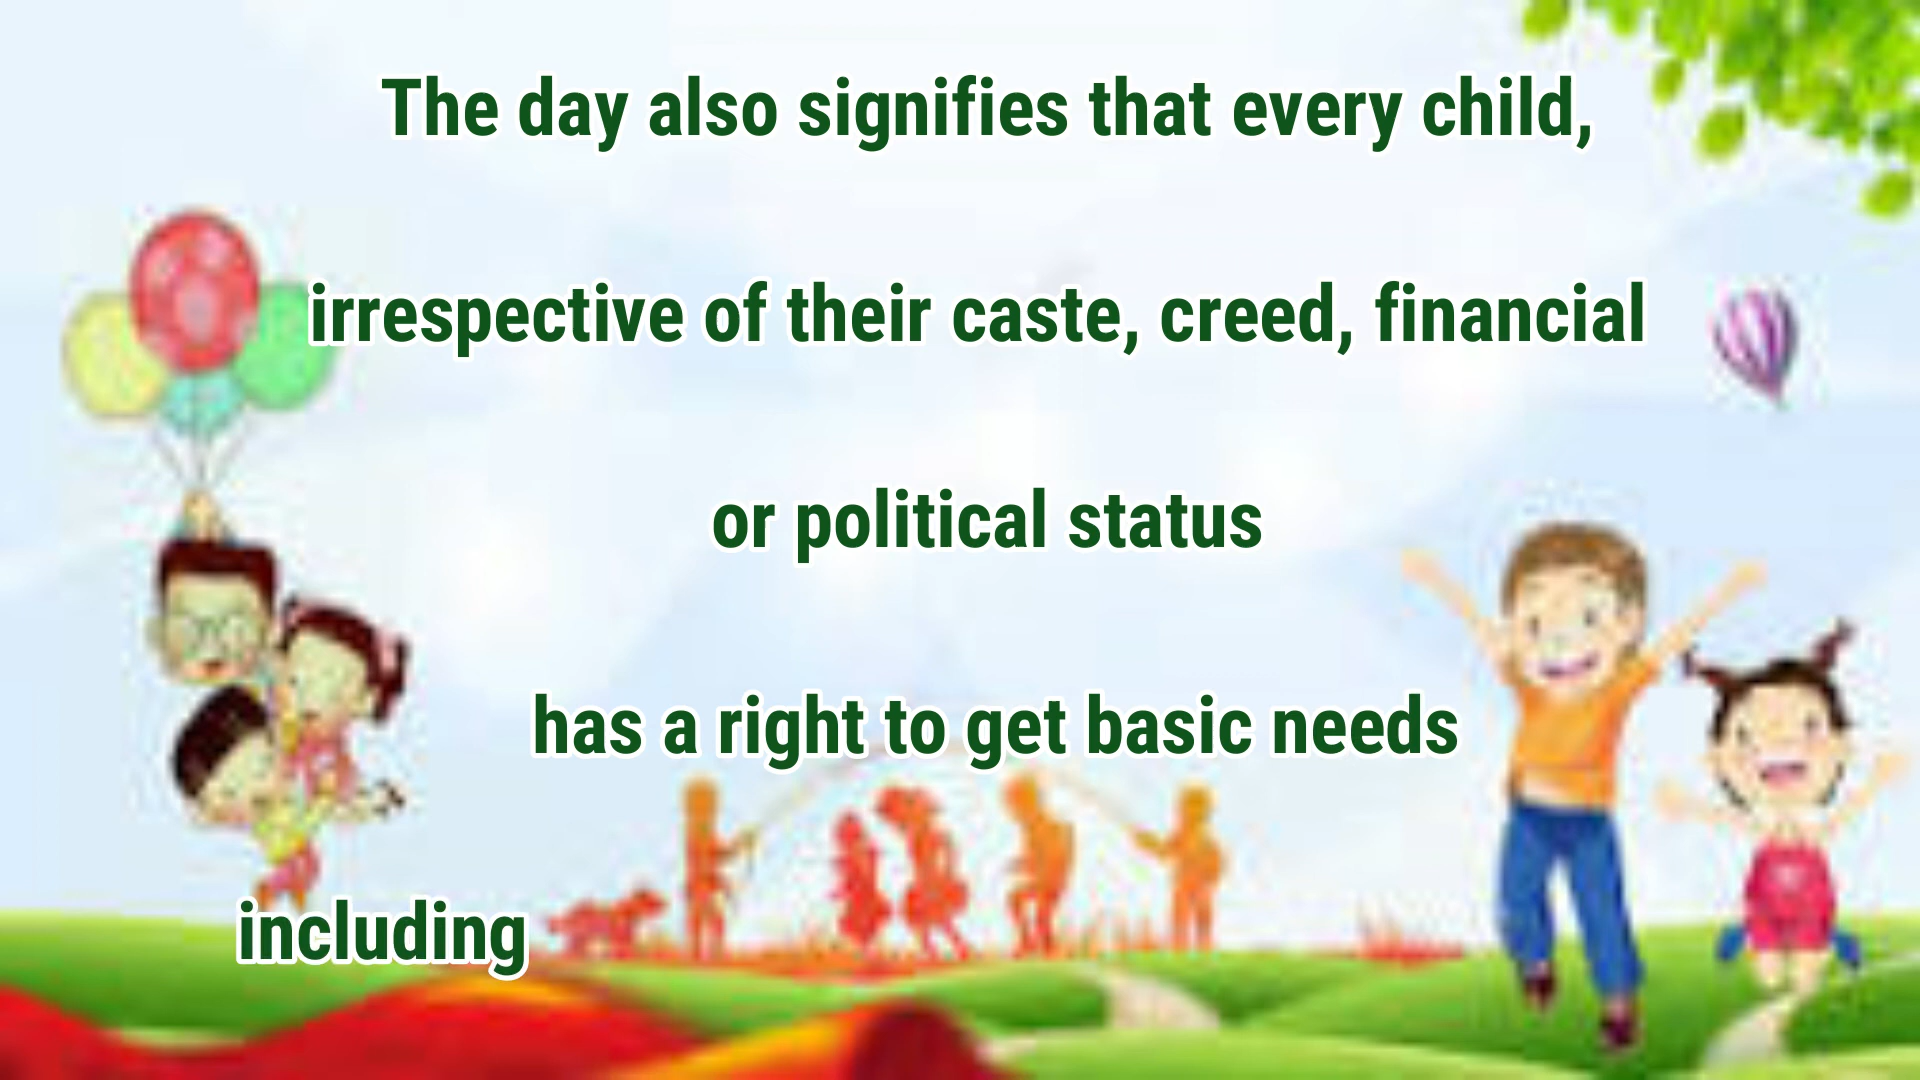 The day also signifies that every child,
irrespective of their caste, creed, financial
or political status
has a right to get basic needs
including